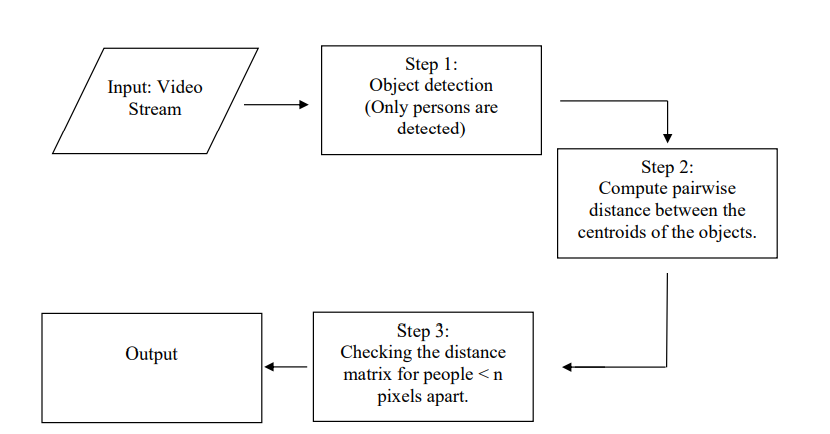 Input: Video
Stream
Step 1:
Object detection
(Only persons are
detected)
Step 2:
Compute pairwise
distance between the
centroids of the objects.
Step 3:
Checking the distance
matrix for people < n
pixels apart.
Output